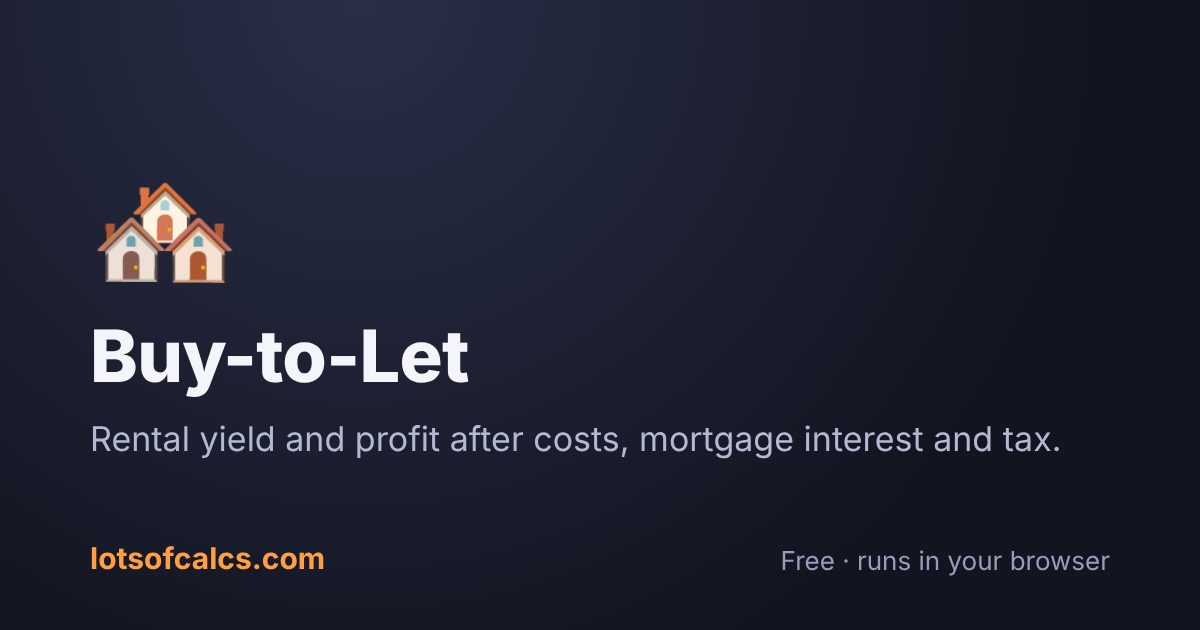 Buy-to-Let
Rental yield and profit after costs, mortgage interest and tax.
lotsofcalcs.com
Free · runs in your browser